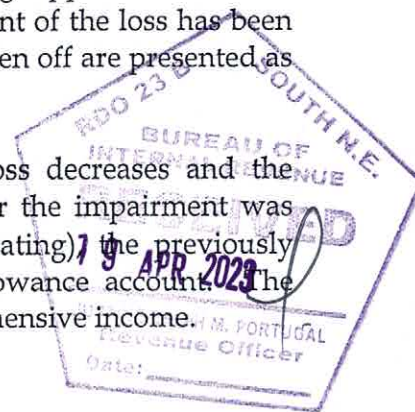 nt of the loss has been
en off are presented as
RDO 23 B SOUTH N.E.
BUREAU OF
INTERNAL REVENUE
RECEIVED
19 APR 2023
H M. PORTUGAL
Revenue Officer
Date:
oss decreases and the
r the impairment was
ating) the previously
owance account. The
hensive income.